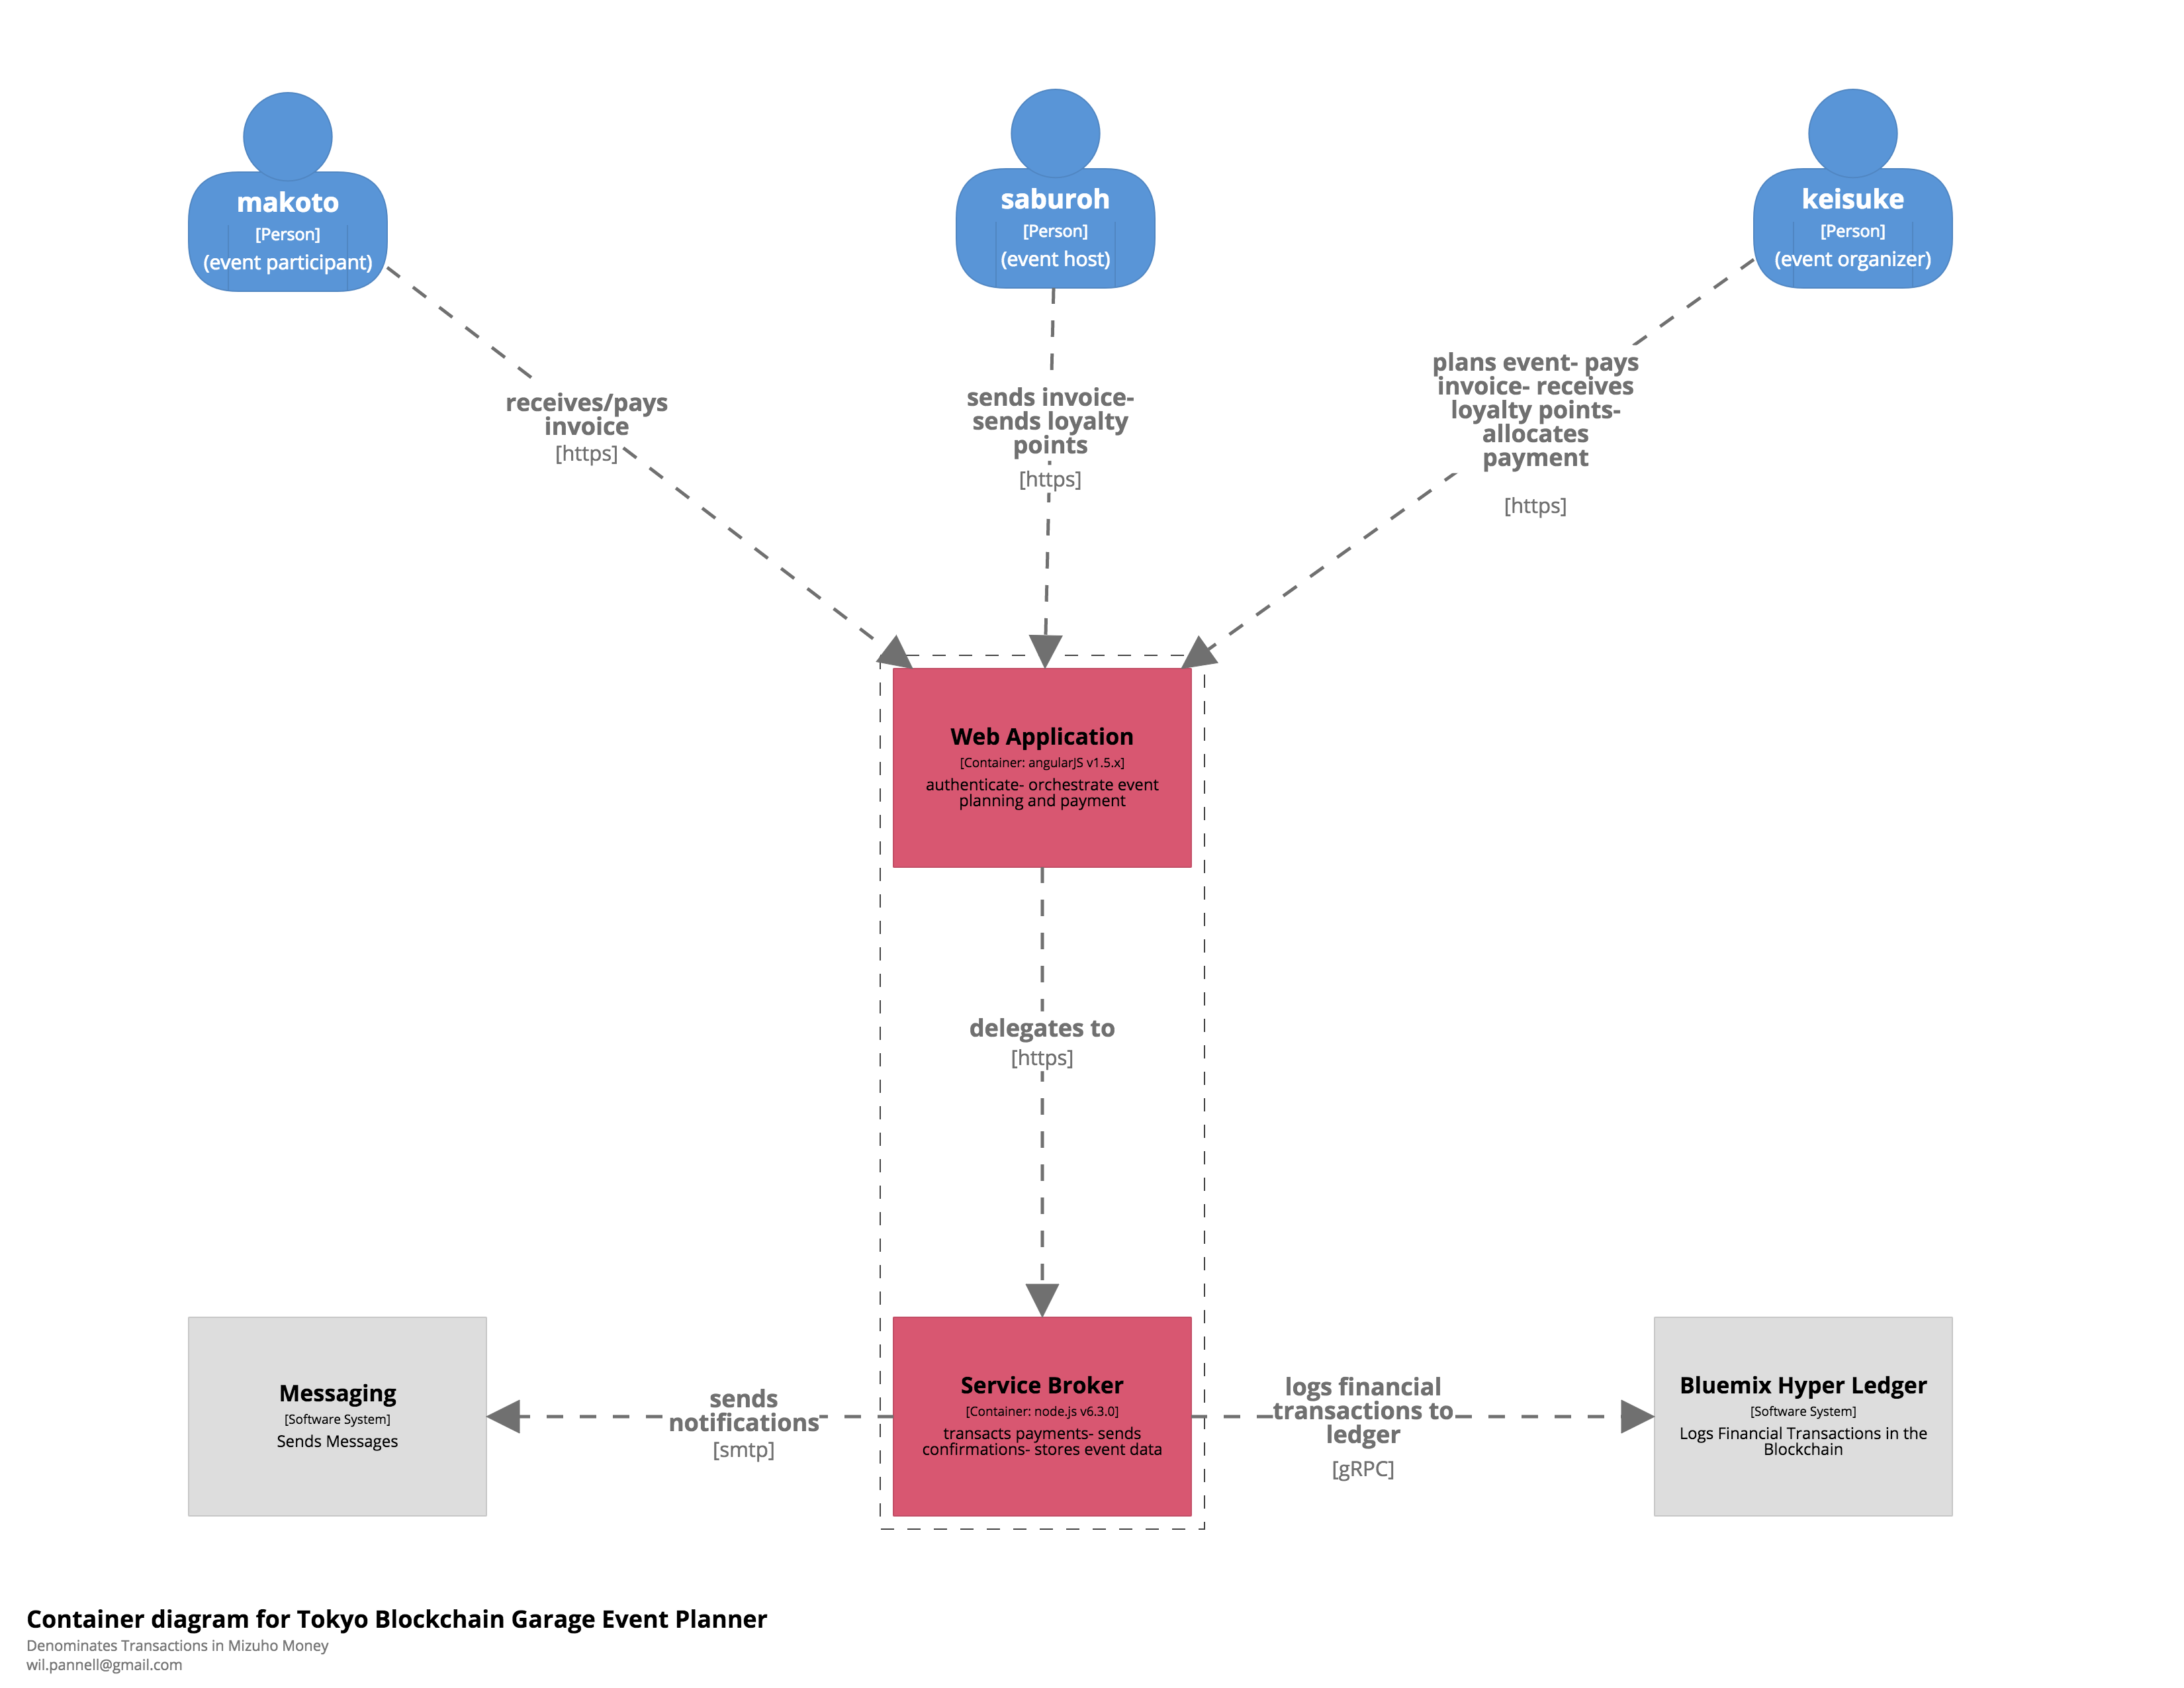 makoto
[Person]
(event participant)
saburoh
[Person]
(event host)
keisuke
[Person]
(event organizer)
receives/pays
invoice
[https]
sends invoice-
sends loyalty
points
[https]
plans event- pays
invoice- receives
loyalty points-
allocates
payment
[https]
Web Application
[Container: angularJS v1.5.x]
authenticate- orchestrate event
planning and payment
delegates to
[https]
Messaging
[Software System]
Sends Messages
sends
notifications
[smtp]
Service Broker
[Container: node.js v6.3.0]
transacts payments- sends
confirmations- stores event data
logs financial
transactions to
ledger
[gRPC]
Bluemix Hyper Ledger
[Software System]
Logs Financial Transactions in the
Blockchain
Container diagram for Tokyo Blockchain Garage Event Planner
Denominates Transactions in Mizuho Money
wil.pannell@gmail.com